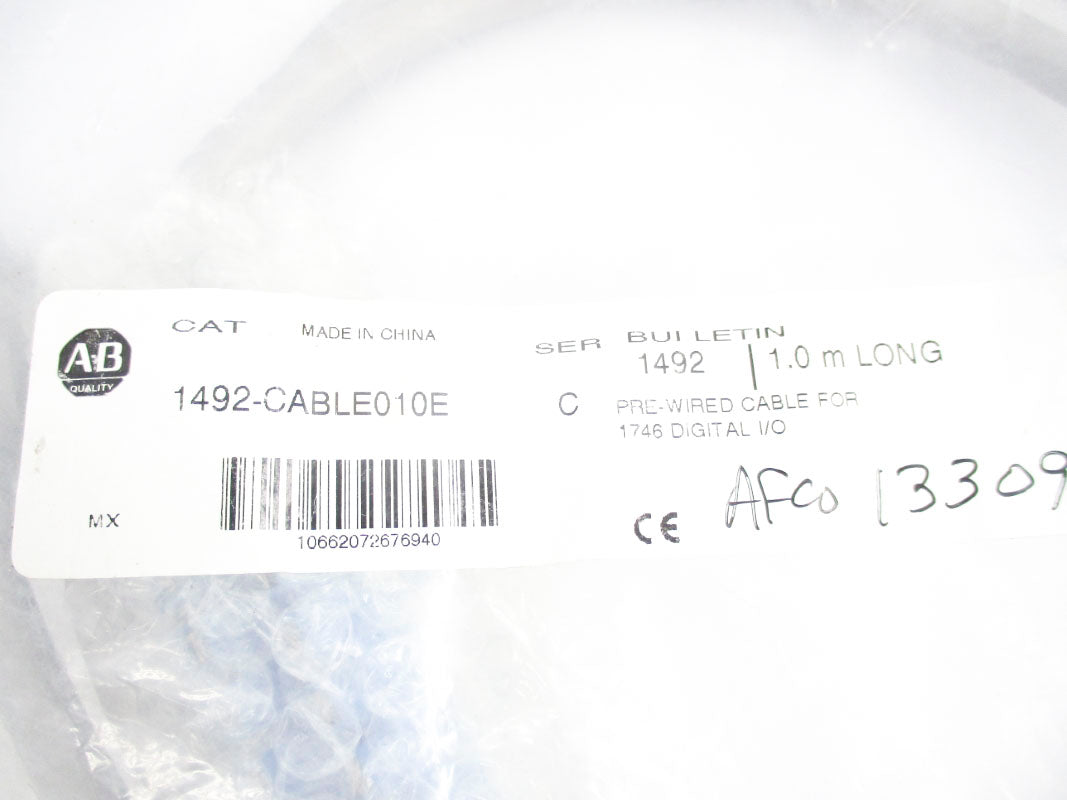 A-B
QUALITY
CAT MADE IN CHINA
1492-CABLE010E
MX
10662072676940
SER BULLETIN
1492 1.0 m LONG
C PRE-WIRED CABLE FOR
1746 DIGITAL I/O
CE AFCO 13309